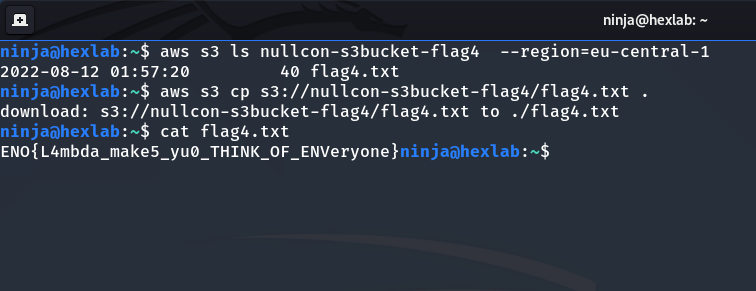 ninja@hexlab: ~
ninja@hexlab:~$ aws s3 ls nullcon-s3bucket-flag4  --region=eu-central-1
2022-08-12 01:57:20         40 flag4.txt
ninja@hexlab:~$ aws s3 cp s3://nullcon-s3bucket-flag4/flag4.txt .
download: s3://nullcon-s3bucket-flag4/flag4.txt to ./flag4.txt
ninja@hexlab:~$ cat flag4.txt
ENO{L4mbda_make5_yu0_THINK_OF_ENVeryone}ninja@hexlab:~$